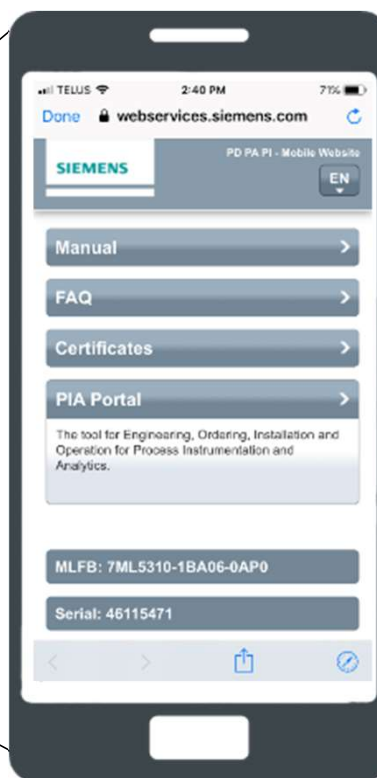 TELUS 2:40 PM 71%
Done webservices.siemens.com
PD PA PI - Mobile Website
SIEMENS
EN
Manual
FAQ
Certificates
PIA Portal
The tool for Engineering, Ordering, Installation and
Operation for Process Instrumentation and
Analytics.
MLFB: 7ML5310-1BA06-0AP0
Serial: 46115471